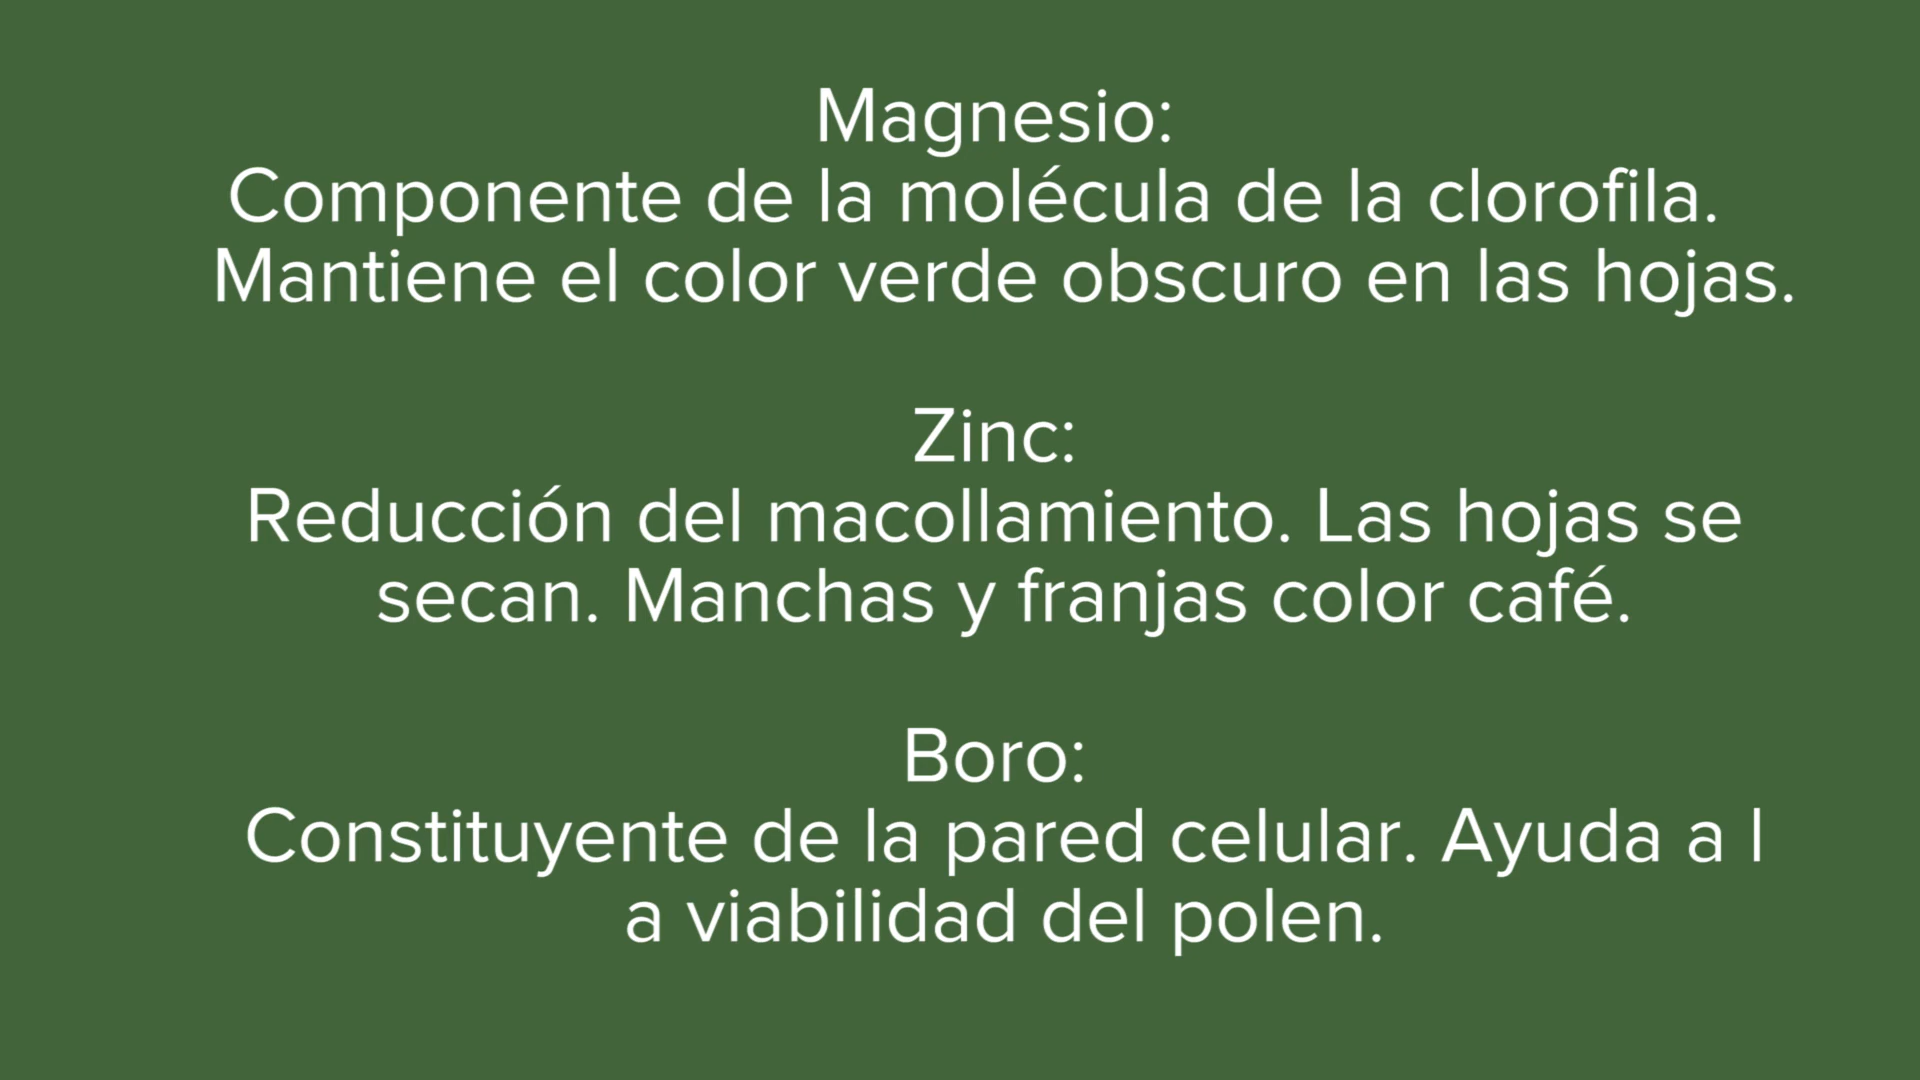 Magnesio:
Componente de la molécula de la clorofila.
Mantiene el color verde obscuro en las hojas.
Zinc:
Reducción del macollamiento. Las hojas se
secan. Manchas y franjas color café.
Boro:
Constituyente de la pared celular. Ayuda a l
a viabilidad del polen.